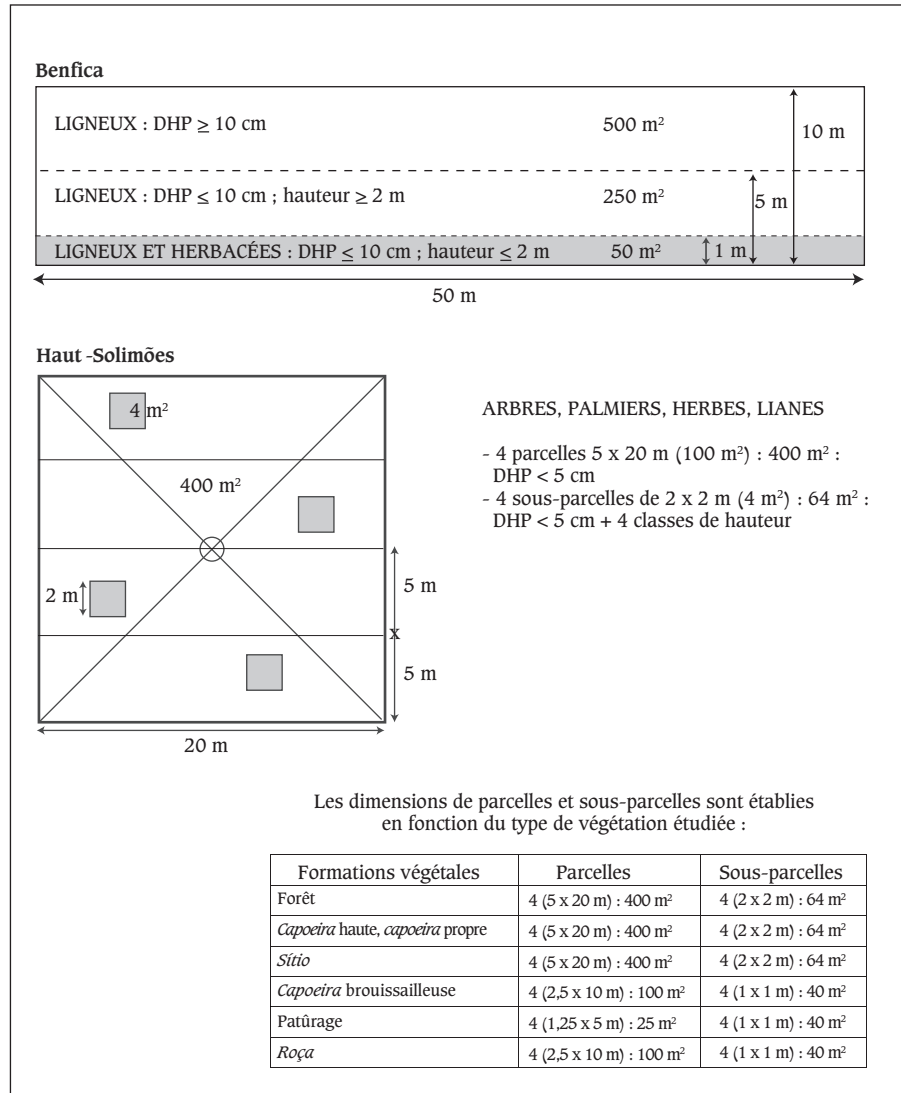 Benfica
LIGNEUX : DHP ≥ 10 cm 500 m² 10 m
LIGNEUX : DHP ≤ 10 cm ; hauteur ≥ 2 m 250 m² 5 m
LIGNEUX ET HERBACÉES : DHP ≤ 10 cm ; hauteur ≤ 2 m 50 m² 1 m
50 m
Haut -Solimões
4 m²
400 m²
2 m
5 m
x
5 m
20 m
ARBRES, PALMIERS, HERBES, LIANES
- 4 parcelles 5 x 20 m (100 m²) : 400 m² :
DHP < 5 cm
- 4 sous-parcelles de 2 x 2 m (4 m²) : 64 m² :
DHP < 5 cm + 4 classes de hauteur
Les dimensions de parcelles et sous-parcelles sont établies
en fonction du type de végétation étudiée :
Formations végétales Parcelles Sous-parcelles
Forêt 4 (5 x 20 m) : 400 m² 4 (2 x 2 m) : 64 m²
Capoeira haute, capoeira propre 4 (5 x 20 m) : 400 m² 4 (2 x 2 m) : 64 m²
Sítio 4 (5 x 20 m) : 400 m² 4 (2 x 2 m) : 64 m²
Capoeira brouissailleuse 4 (2,5 x 10 m) : 100 m² 4 (1 x 1 m) : 40 m²
Patûrage 4 (1,25 x 5 m) : 25 m² 4 (1 x 1 m) : 40 m²
Roça 4 (2,5 x 10 m) : 100 m² 4 (1 x 1 m) : 40 m²